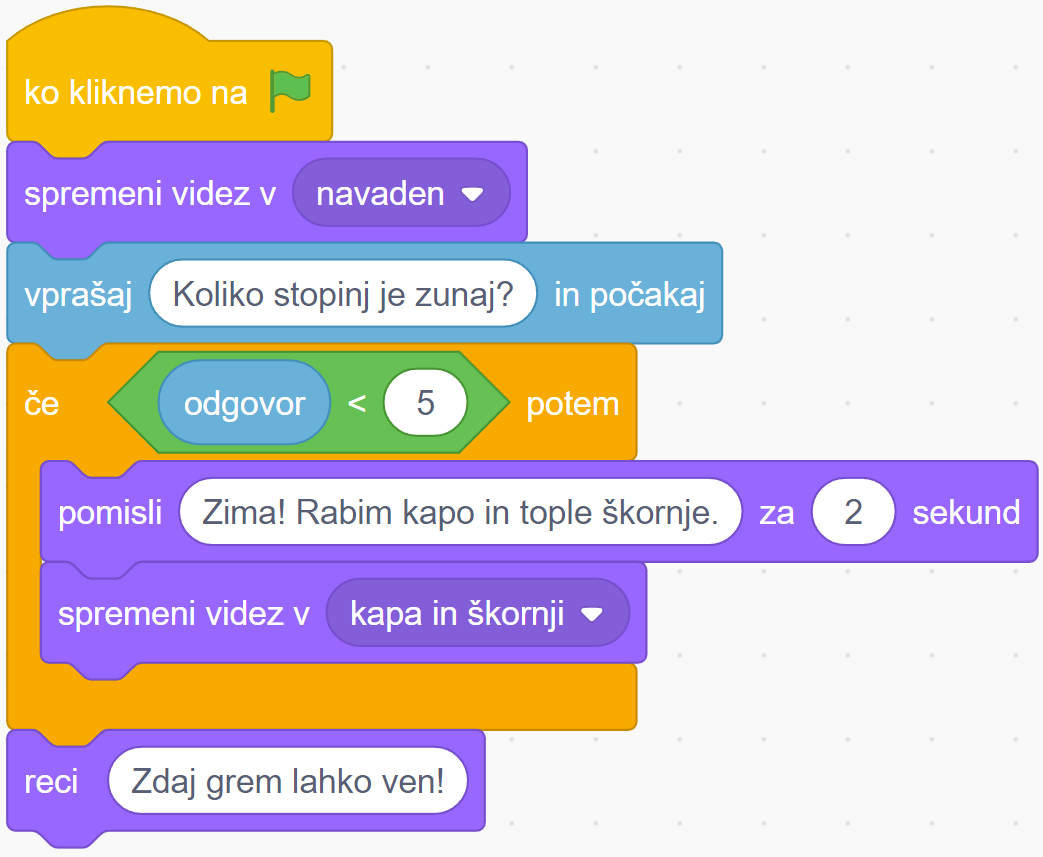 ko kliknemo na
spremeni videz v navaden
vprašaj Koliko stopinj je zunaj? in počakaj
če odgovor < 5 potem
pomisli Zima! Rabim kapo in tople škornje. za 2 sekund
spremeni videz v kapa in škornji
reci Zdaj grem lahko ven!